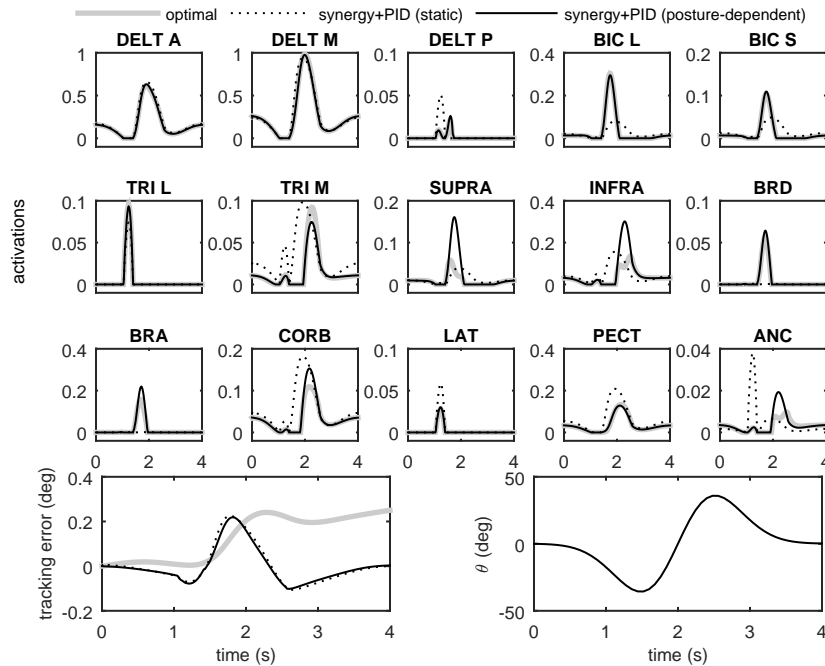 optimal synergy+PID (static) synergy+PID (posture-dependent)
DELT A DELT M DELT P BIC L BIC S
1 1 0.1 0.4 0.2
0.5 0.5 0.05 0.2 0.1
0 0 0 0 0
TRI L TRI M SUPRA INFRA BRD
0.1 0.1 0.2 0.4 0.1
0.05 0.05 0.1 0.2 0.05
0 0 0 0 0
activations
BRA CORB LAT PECT ANC
0.4 0.2 0.1 0.4 0.04
0.2 0.1 0.05 0.2 0.02
0 0 0 0 0
0 2 4 0 2 4 0 2 4 0 2 4 0 2 4
0.4 50
0.2
0 0
-0.2 -50
tracking error (deg) θ (deg)
0 1 2 3 4 0 1 2 3 4
time (s) time (s)